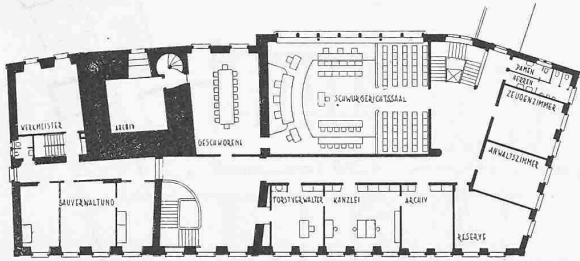 DAMEN
HERREN
ZEUGENZIMMER
SCHWURGERICHTSSAAL
WERKMEISTER
ARCHIV
GESCHWORENE
ANWALTSZIMMER
BAUVERWALTUNG
FORSTVERWALTER
KANZLEI
ARCHIV
RESERVE